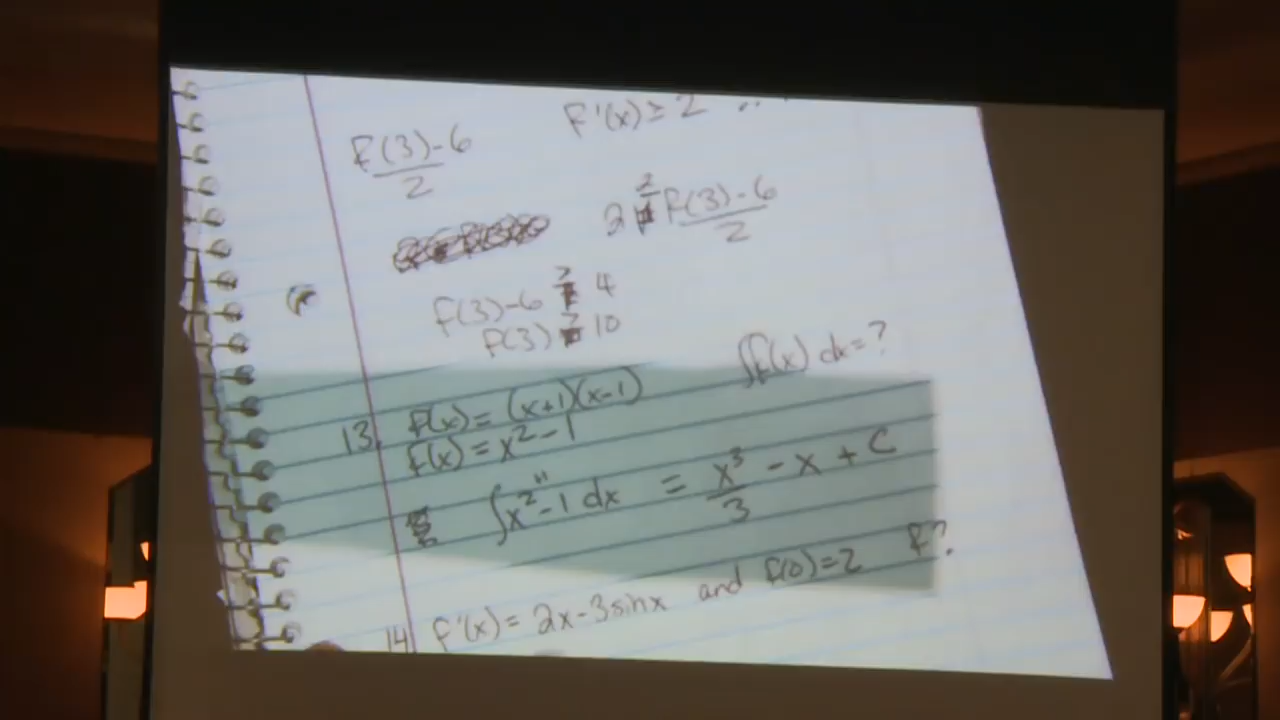 F'(x) ≥ 2
F(3)-6 / 2
2 ≥ F(3)-6 / 2
F(3)-6 ≥ 4
F(3) ≥ 10
∫F(x) dx = ?
13. F(x) = (x+1)(x-1)
F(x) = x² - 1
∫x² - 1 dx = x³/3 - x + C
14 F'(x) = 2x - 3sinx and F(0)=2 F?